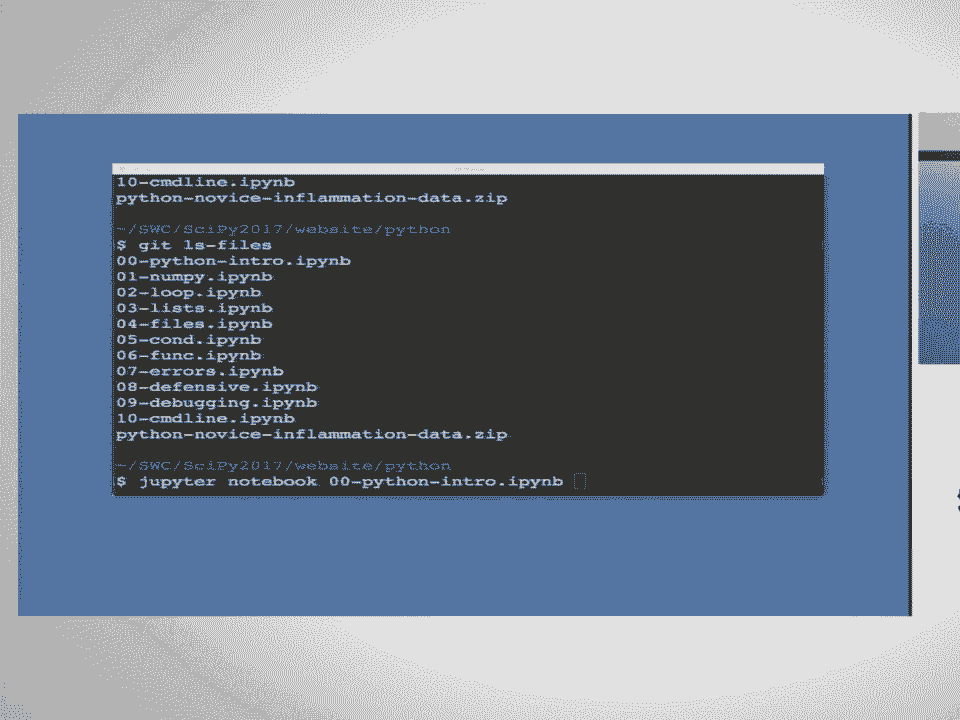 10-cmdline.ipynb
python-novice-inflammation-data.zip
~/SWC/SciPy2017/website/python
$ git ls-files
00-python-intro.ipynb
01-numpy.ipynb
02-loop.ipynb
03-lists.ipynb
04-files.ipynb
05-cond.ipynb
06-func.ipynb
07-errors.ipynb
08-defensive.ipynb
09-debugging.ipynb
10-cmdline.ipynb
python-novice-inflammation-data.zip
~/SWC/SciPy2017/website/python
$ jupyter notebook 00-python-intro.ipynb